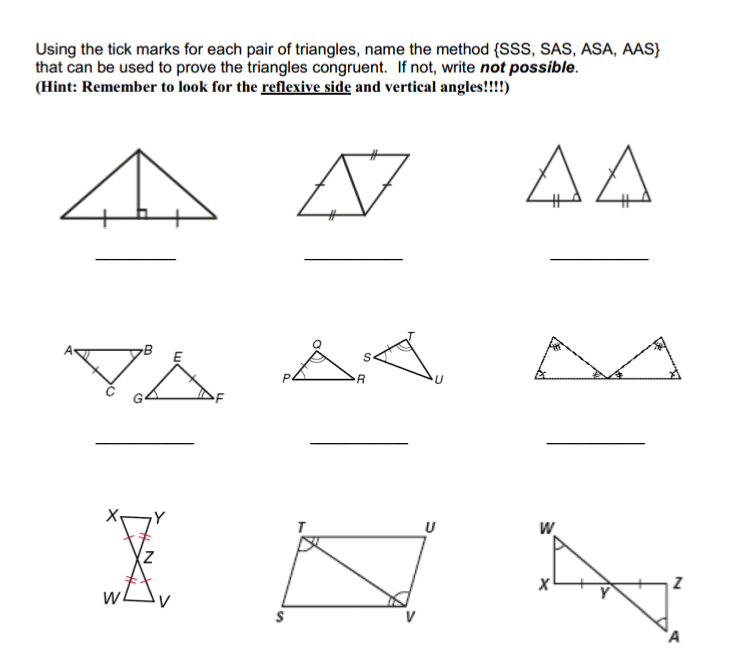 Using the tick marks for each pair of triangles, name the method {SSS, SAS, ASA, AAS}
that can be used to prove the triangles congruent. If not, write not possible.
(Hint: Remember to look for the reflexive side and vertical angles!!!!)
A B E
C G F
Q T
P R S U
X Y
Z
W V
T U
S V
W
X Y Z
A